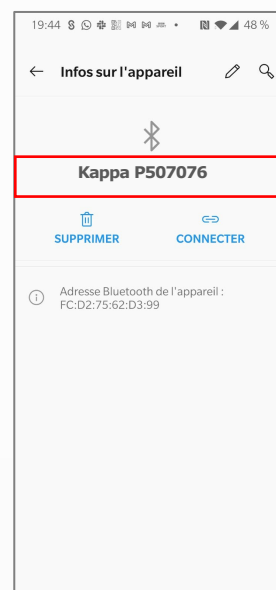 19:44 48 %
Infos sur l'appareil
Kappa P507076
SUPPRIMER CONNECTER
Adresse Bluetooth de l'appareil :
FC:D2:75:62:D3:99